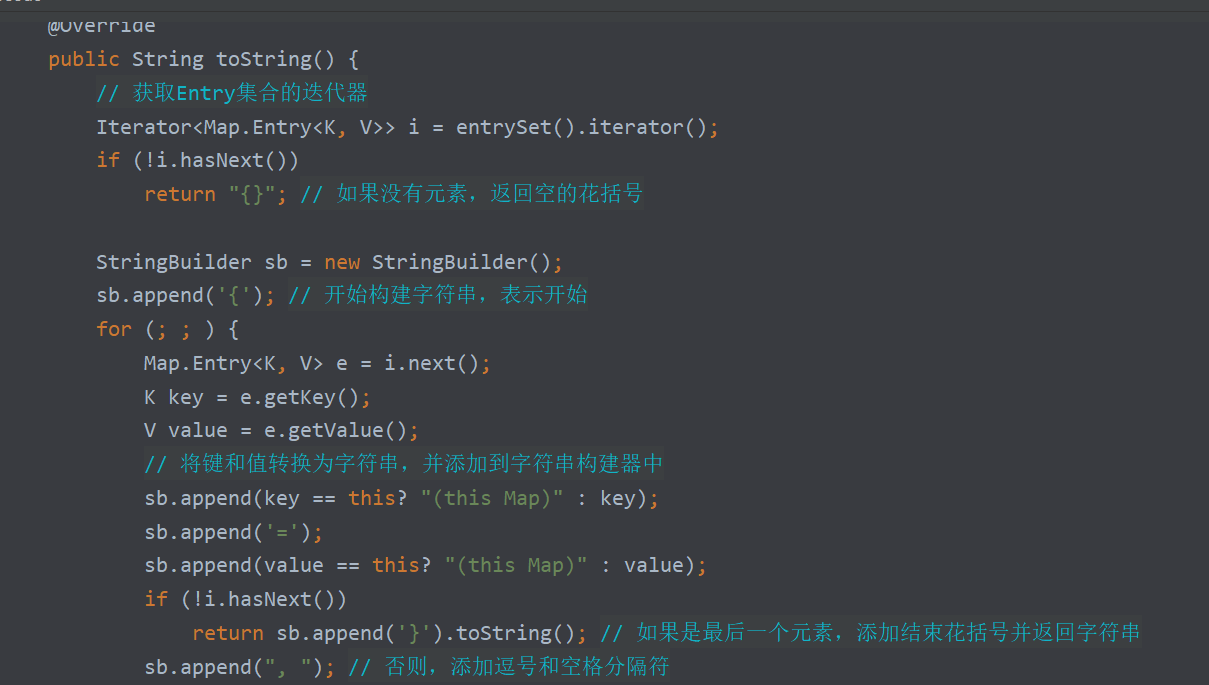 @Override
public String toString() {
// 获取Entry集合的迭代器
Iterator<Map.Entry<K, V>> i = entrySet().iterator();
if (!i.hasNext())
return "{}"; // 如果没有元素，返回空的花括号
StringBuilder sb = new StringBuilder();
sb.append('{'); // 开始构建字符串，表示开始
for (; ; ) {
Map.Entry<K, V> e = i.next();
K key = e.getKey();
V value = e.getValue();
// 将键和值转换为字符串，并添加到字符串构建器中
sb.append(key == this? "(this Map)" : key);
sb.append('=');
sb.append(value == this? "(this Map)" : value);
if (!i.hasNext())
return sb.append('}').toString(); // 如果是最后一个元素，添加结束花括号并返回字符串
sb.append(", "); // 否则，添加逗号和空格分隔符